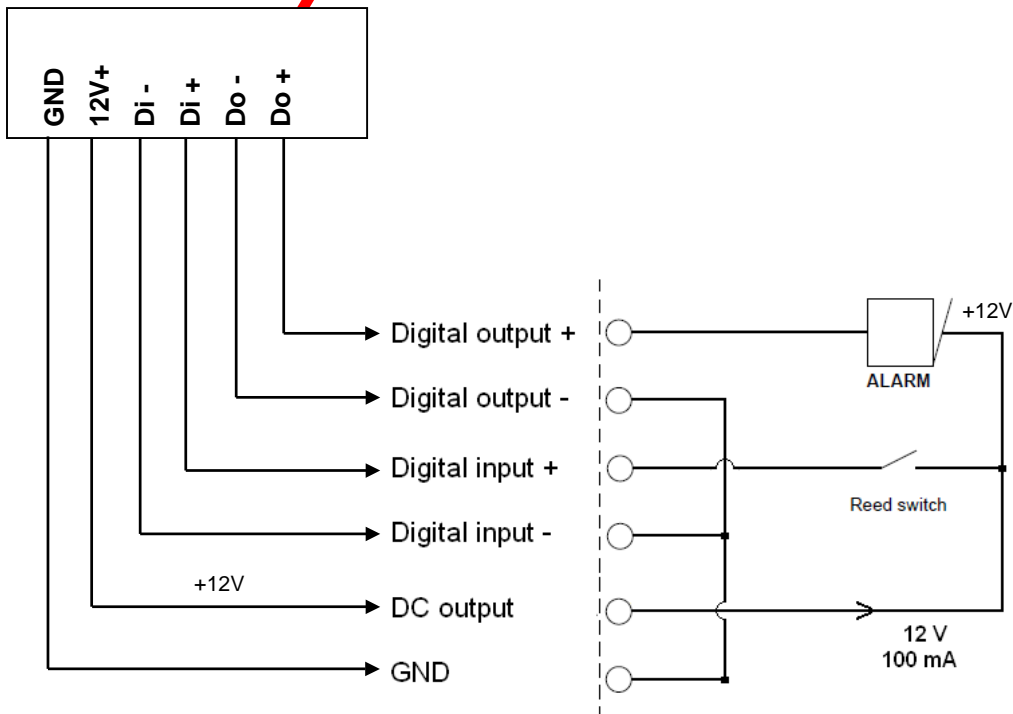 GND
12V+
Di -
Di +
Do -
Do +
Digital output +
+12V
ALARM
Digital output -
Digital input +
Reed switch
Digital input -
+12V
DC output
12 V
100 mA
GND